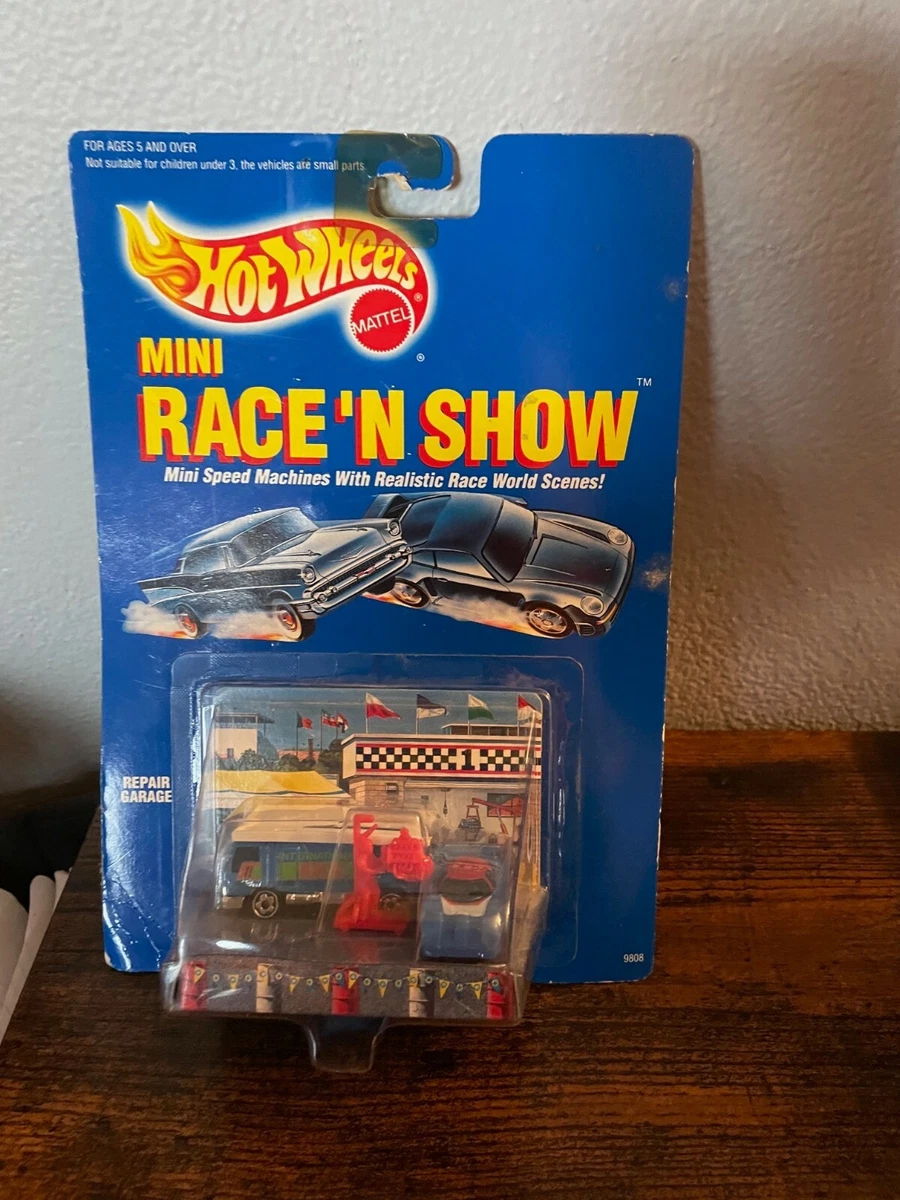 FOR AGES 5 AND OVER
Not suitable for children under 3, the vehicles are small parts.
HOT WHEELS®
MATTEL
®
MINI
RACE 'N SHOW™
Mini Speed Machines With Realistic Race World Scenes!
1
REPAIR
GARAGE
9808